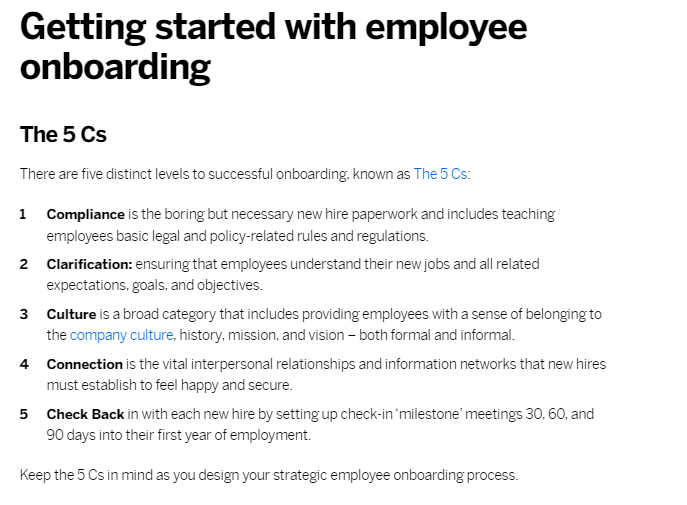 Getting started with employee
onboarding
The 5 Cs
There are five distinct levels to successful onboarding, known as The 5 Cs:
1 Compliance is the boring but necessary new hire paperwork and includes teaching
employees basic legal and policy-related rules and regulations.
2 Clarification: ensuring that employees understand their new jobs and all related
expectations, goals, and objectives.
3 Culture is a broad category that includes providing employees with a sense of belonging to
the company culture, history, mission, and vision – both formal and informal.
4 Connection is the vital interpersonal relationships and information networks that new hires
must establish to feel happy and secure.
5 Check Back in with each new hire by setting up check-in ‘milestone’ meetings 30, 60, and
90 days into their first year of employment.
Keep the 5 Cs in mind as you design your strategic employee onboarding process.